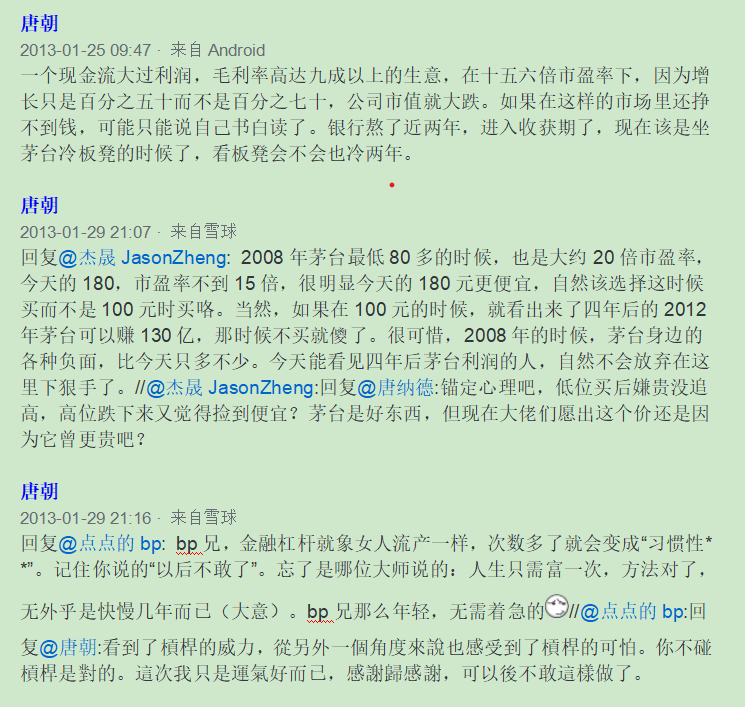 唐朝
2013-01-25 09:47 · 来自 Android
一个现金流大过利润，毛利率高达九成以上的生意，在十五六倍市盈率下，因为增
长只是百分之五十而不是百分之七十，公司市值就大跌。如果在这样的市场里还挣
不到钱，可能只能说自己书白读了。银行熬了近两年，进入收获期了，现在该是坐
茅台冷板凳的时候了，看板凳会不会也冷两年。
唐朝
2013-01-29 21:07 · 来自雪球
回复@杰晟 JasonZheng: 2008 年茅台最低 80 多的时候，也是大约 20 倍市盈率，
今天的 180，市盈率不到 15 倍，很明显今天的 180 元更便宜，自然该选择这时候
买而不是 100 元时买咯。当然，如果在 100 元的时候，就看出来了四年后的 2012
年茅台可以赚 130 亿，那时候不买就傻了。很可惜，2008 年的时候，茅台身边的
各种负面，比今天只多不少。今天能看见四年后茅台利润的人，自然不会放弃在这
里下狠手了。//@杰晟 JasonZheng:回复@唐纳德:锚定心理吧，低位买后嫌贵没追
高，高位跌下来又觉得捡到便宜？茅台是好东西，但现在大佬们愿出这个价还是因
为它曾更贵吧？
唐朝
2013-01-29 21:16 · 来自雪球
回复@点点的 bp: bp 兄，金融杠杆就象女人流产一样，次数多了就会变成“习惯性*
*”。记住你说的“以后不敢了”。忘了是哪位大师说的：人生只需富一次，方法对了，
无外乎是快慢几年而已（大意）。bp 兄那么年轻，无需着急的//@点点的 bp:回
复@唐朝:看到了槓桿的威力，從另外一個角度來說也感受到了槓桿的可怕。你不碰
槓桿是對的。這次我只是運氣好而已，感謝歸感謝，可以後不敢這樣做了。